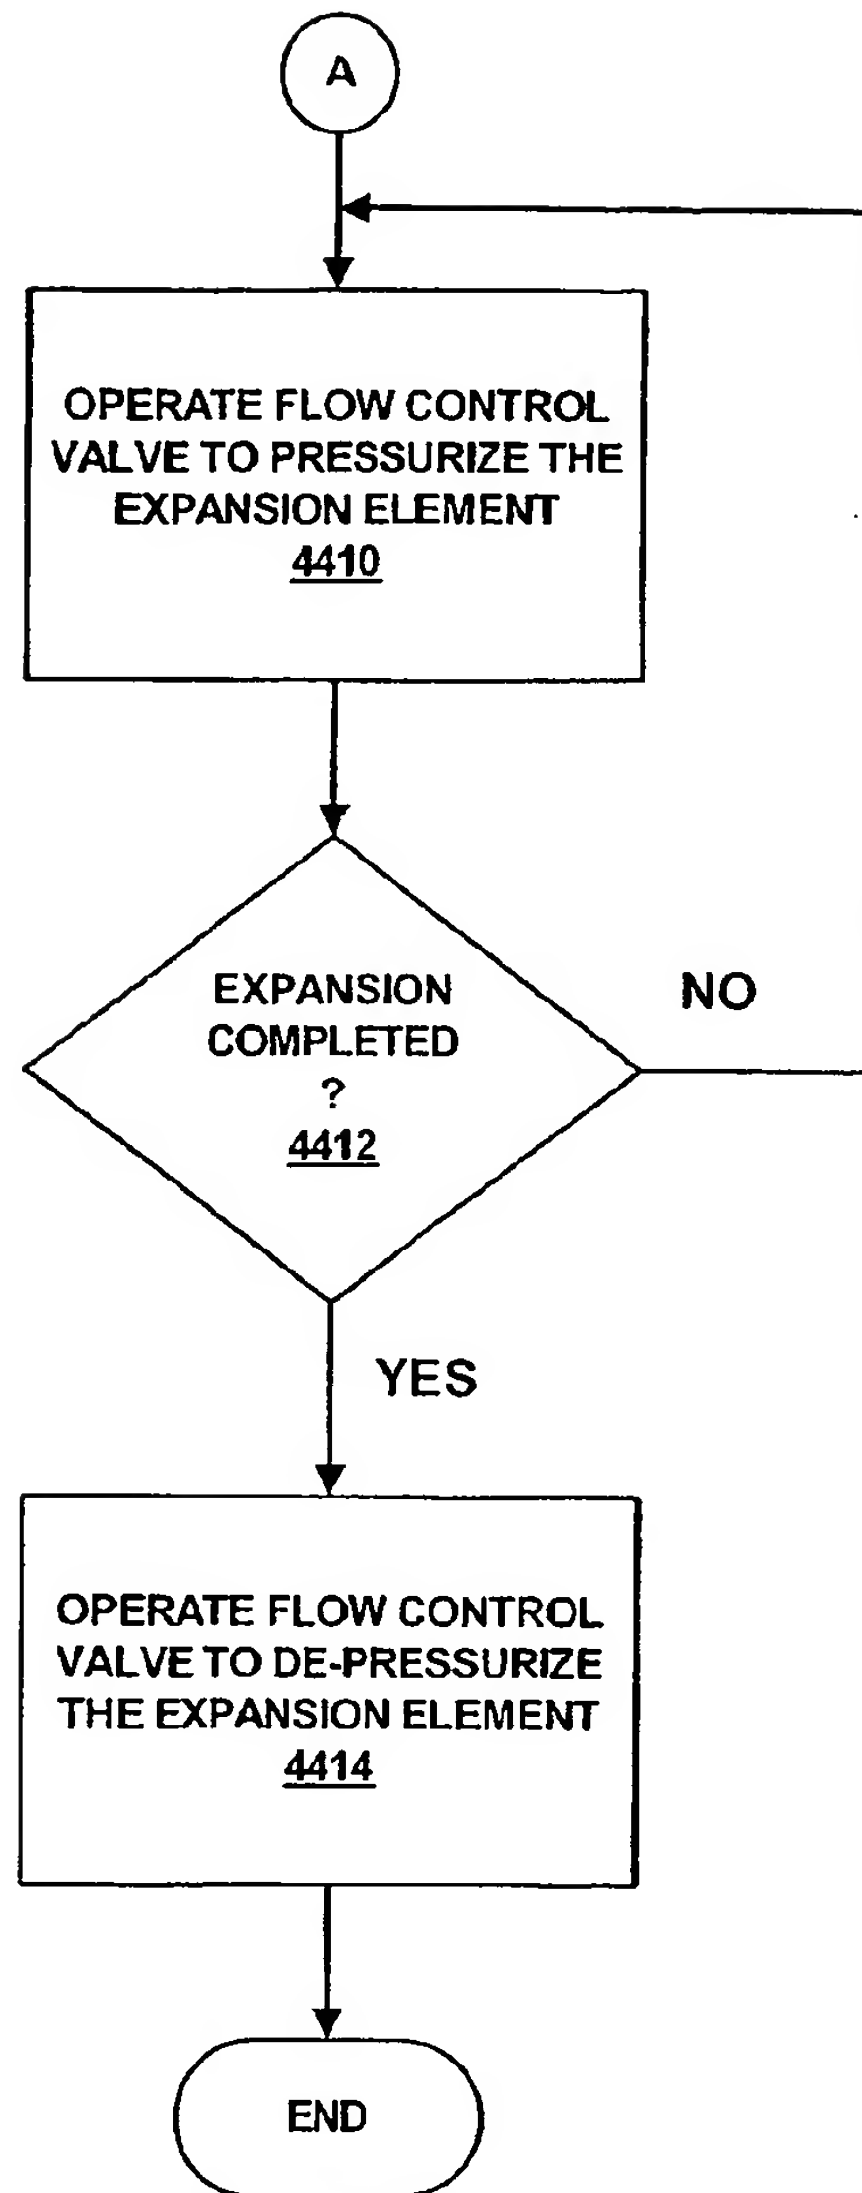 A
OPERATE FLOW CONTROL
VALVE TO PRESSURIZE THE
EXPANSION ELEMENT
4410
EXPANSION
COMPLETED
?
4412
NO
YES
OPERATE FLOW CONTROL
VALVE TO DE-PRESSURIZE
THE EXPANSION ELEMENT
4414
END